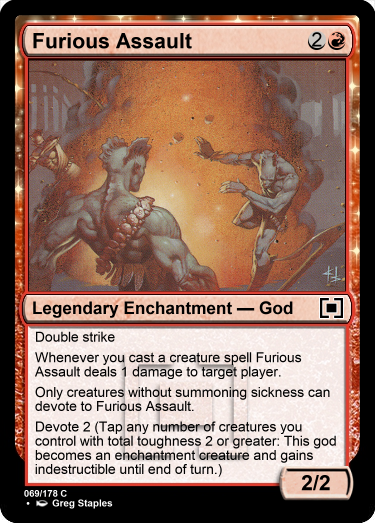 Furious Assault 2
Legendary Enchantment — God
Double strike
Whenever you cast a creature spell Furious
Assault deals 1 damage to target player.
Only creatures without summoning sickness can
devote to Furious Assault.
Devote 2 (Tap any number of creatures you
control with total toughness 2 or greater: This god
becomes an enchantment creature and gains
indestructible until end of turn.)
2/2
069/178 C
• Greg Staples